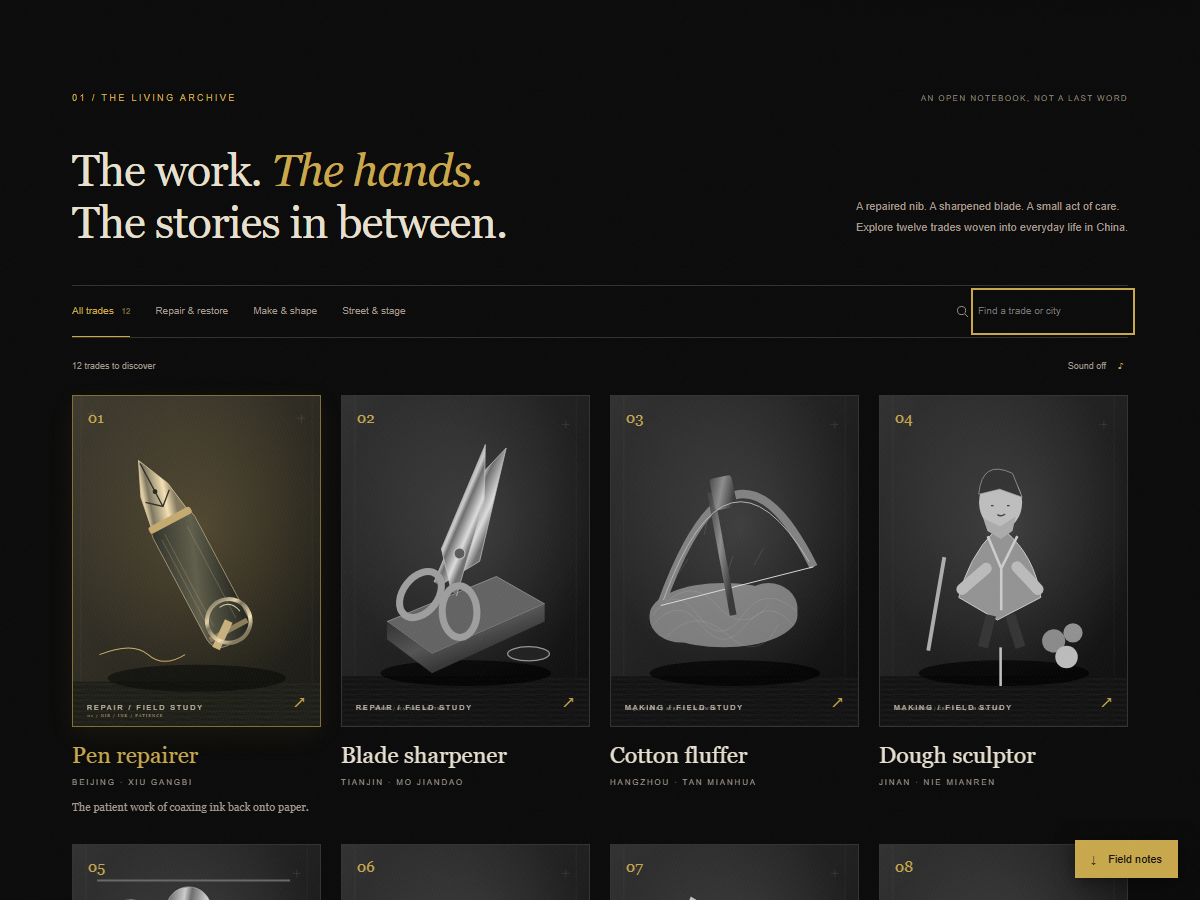 01 / THE LIVING ARCHIVE
AN OPEN NOTEBOOK, NOT A LAST WORD
The work. The hands.
The stories in between.
A repaired nib. A sharpened blade. A small act of care.
Explore twelve trades woven into everyday life in China.
All trades 12
Repair & restore
Make & shape
Street & stage
Find a trade or city
12 trades to discover
Sound off ♪
01
REPAIR / FIELD STUDY ↗
01 / NIB / INK / PATIENCE
Pen repairer
BEIJING · XIU GANGBI
The patient work of coaxing ink back onto paper.
02
REPAIR / FIELD STUDY ↗
Blade sharpener
TIANJIN · MO JIANDAO
03
MAKING / FIELD STUDY ↗
Cotton fluffer
HANGZHOU · TAN MIANHUA
04
MAKING / FIELD STUDY ↗
Dough sculptor
JINAN · NIE MIANREN
05
06
07
08
↓ Field notes